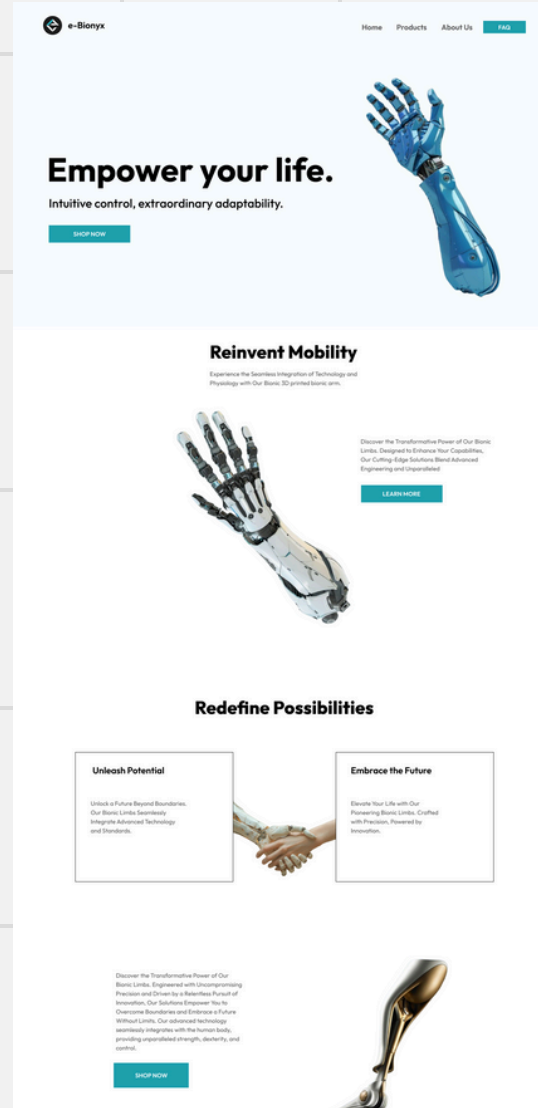 e-Bionyx
Home Products About Us FAQ
Empower your life.
Intuitive control, extraordinary adaptability.
SHOP NOW
Reinvent Mobility
Experience the Seamless Integration of Technology and
Physiology with Our Bionic 3D printed bionic arm.
Discover the Transformative Power of Our Bionic
Limbs. Designed to Enhance Your Capabilities,
Our Cutting-Edge Solutions Blend Advanced
Engineering and Unparalleled
LEARN MORE
Redefine Possibilities
Unleash Potential
Unlock a Future Beyond Boundaries.
Our Bionic Limbs Seamlessly
Integrate Advanced Technology
and Standards.
Embrace the Future
Elevate Your Life with Our
Pioneering Bionic Limbs. Crafted
with Precision, Powered by
Innovation.
Discover the Transformative Power of Our
Bionic Limbs. Engineered with Uncompromising
Precision and Driven by a Relentless Pursuit of
Innovation, Our Solutions Empower You to
Overcome Boundaries and Embrace a Future
Without Limits. Our advanced technology
seamlessly integrates with the human body,
providing unparalleled strength, dexterity, and
control.
SHOP NOW